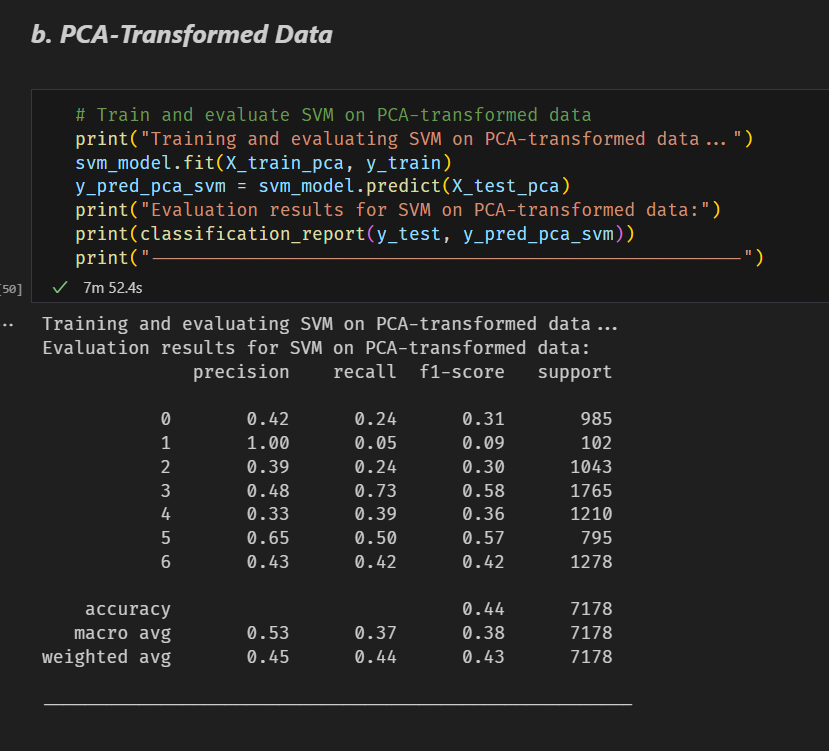 b. PCA-Transformed Data
# Train and evaluate SVM on PCA-transformed data
print("Training and evaluating SVM on PCA-transformed data...")
svm_model.fit(X_train_pca, y_train)
y_pred_pca_svm = svm_model.predict(X_test_pca)
print("Evaluation results for SVM on PCA-transformed data:")
print(classification_report(y_test, y_pred_pca_svm))
print("——————————————————————————————")
[50] ✓ 7m 52.4s
Training and evaluating SVM on PCA-transformed data...
Evaluation results for SVM on PCA-transformed data:
precision recall f1-score support
0 0.42 0.24 0.31 985
1 1.00 0.05 0.09 102
2 0.39 0.24 0.30 1043
3 0.48 0.73 0.58 1765
4 0.33 0.39 0.36 1210
5 0.65 0.50 0.57 795
6 0.43 0.42 0.42 1278
accuracy 0.44 7178
macro avg 0.53 0.37 0.38 7178
weighted avg 0.45 0.44 0.43 7178